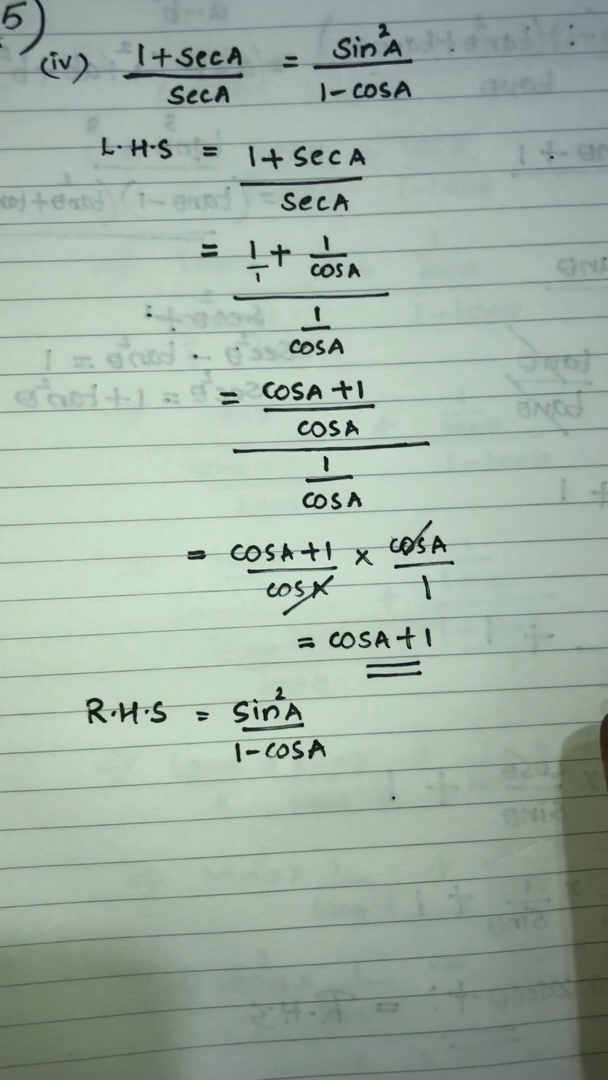 5)
(iv) (1+secA)/(secA) = (Sin²A)/(1-cosA)
L.H.S = (1+secA)/(secA)
= (1/1 + 1/cosA)/(1/cosA)
= ((cosA+1)/(cosA))/(1/cosA)
= (cosA+1)/(cosA) × (cosA)/1
= cosA+1
R.H.S = (Sin²A)/(1-cosA)